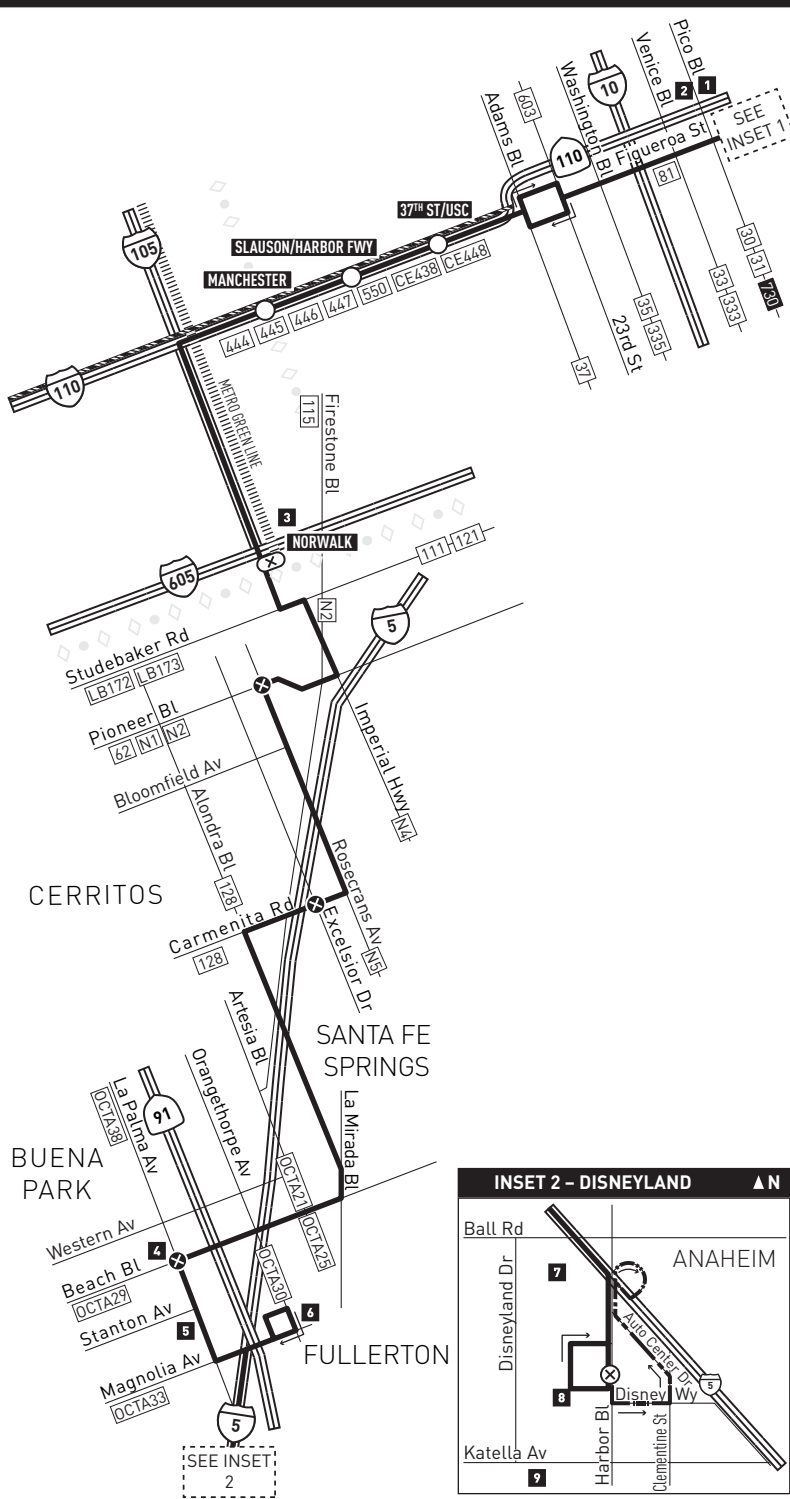 Pico Bl
1
Venice Bl
2
10
Washington Bl
603
Adams Bl
110
Figueroa St
SEE
INSET 1
81
37TH ST/USC
SLAUSON/HARBOR FWY
MANCHESTER
105
444
445
446
447
550
CE438
CE448
30
31
730
33
333
35
335
23rd St
37
110
METRO GREEN LINE
115
Firestone Bl
3
NORWALK
605
111
121
N2
5
Studebaker Rd
LB172
LB173
Pioneer Bl
62
N1
N2
Bloomfield Av
Imperial Hwy
N4
Alondra Bl
128
CERRITOS
Rosecrans Av
N5
Carmenita Rd
128
Excelsior Dr
Artesia Bl
SANTA FE
SPRINGS
Orangethorpe Av
La Palma Av
OCTA38
91
La Mirada Bl
BUENA
PARK
OCTA21
OCTA25
Western Av
4
Beach Bl
OCTA29
OCTA30
Stanton Av
5
6
FULLERTON
Magnolia Av
OCTA33
5
SEE INSET
2
INSET 2 – DISNEYLAND
N
Ball Rd
ANAHEIM
Disneyland Dr
7
Auto Center Dr
5
8
Disney Wy
Harbor Bl
Clementine St
Katella Av
9